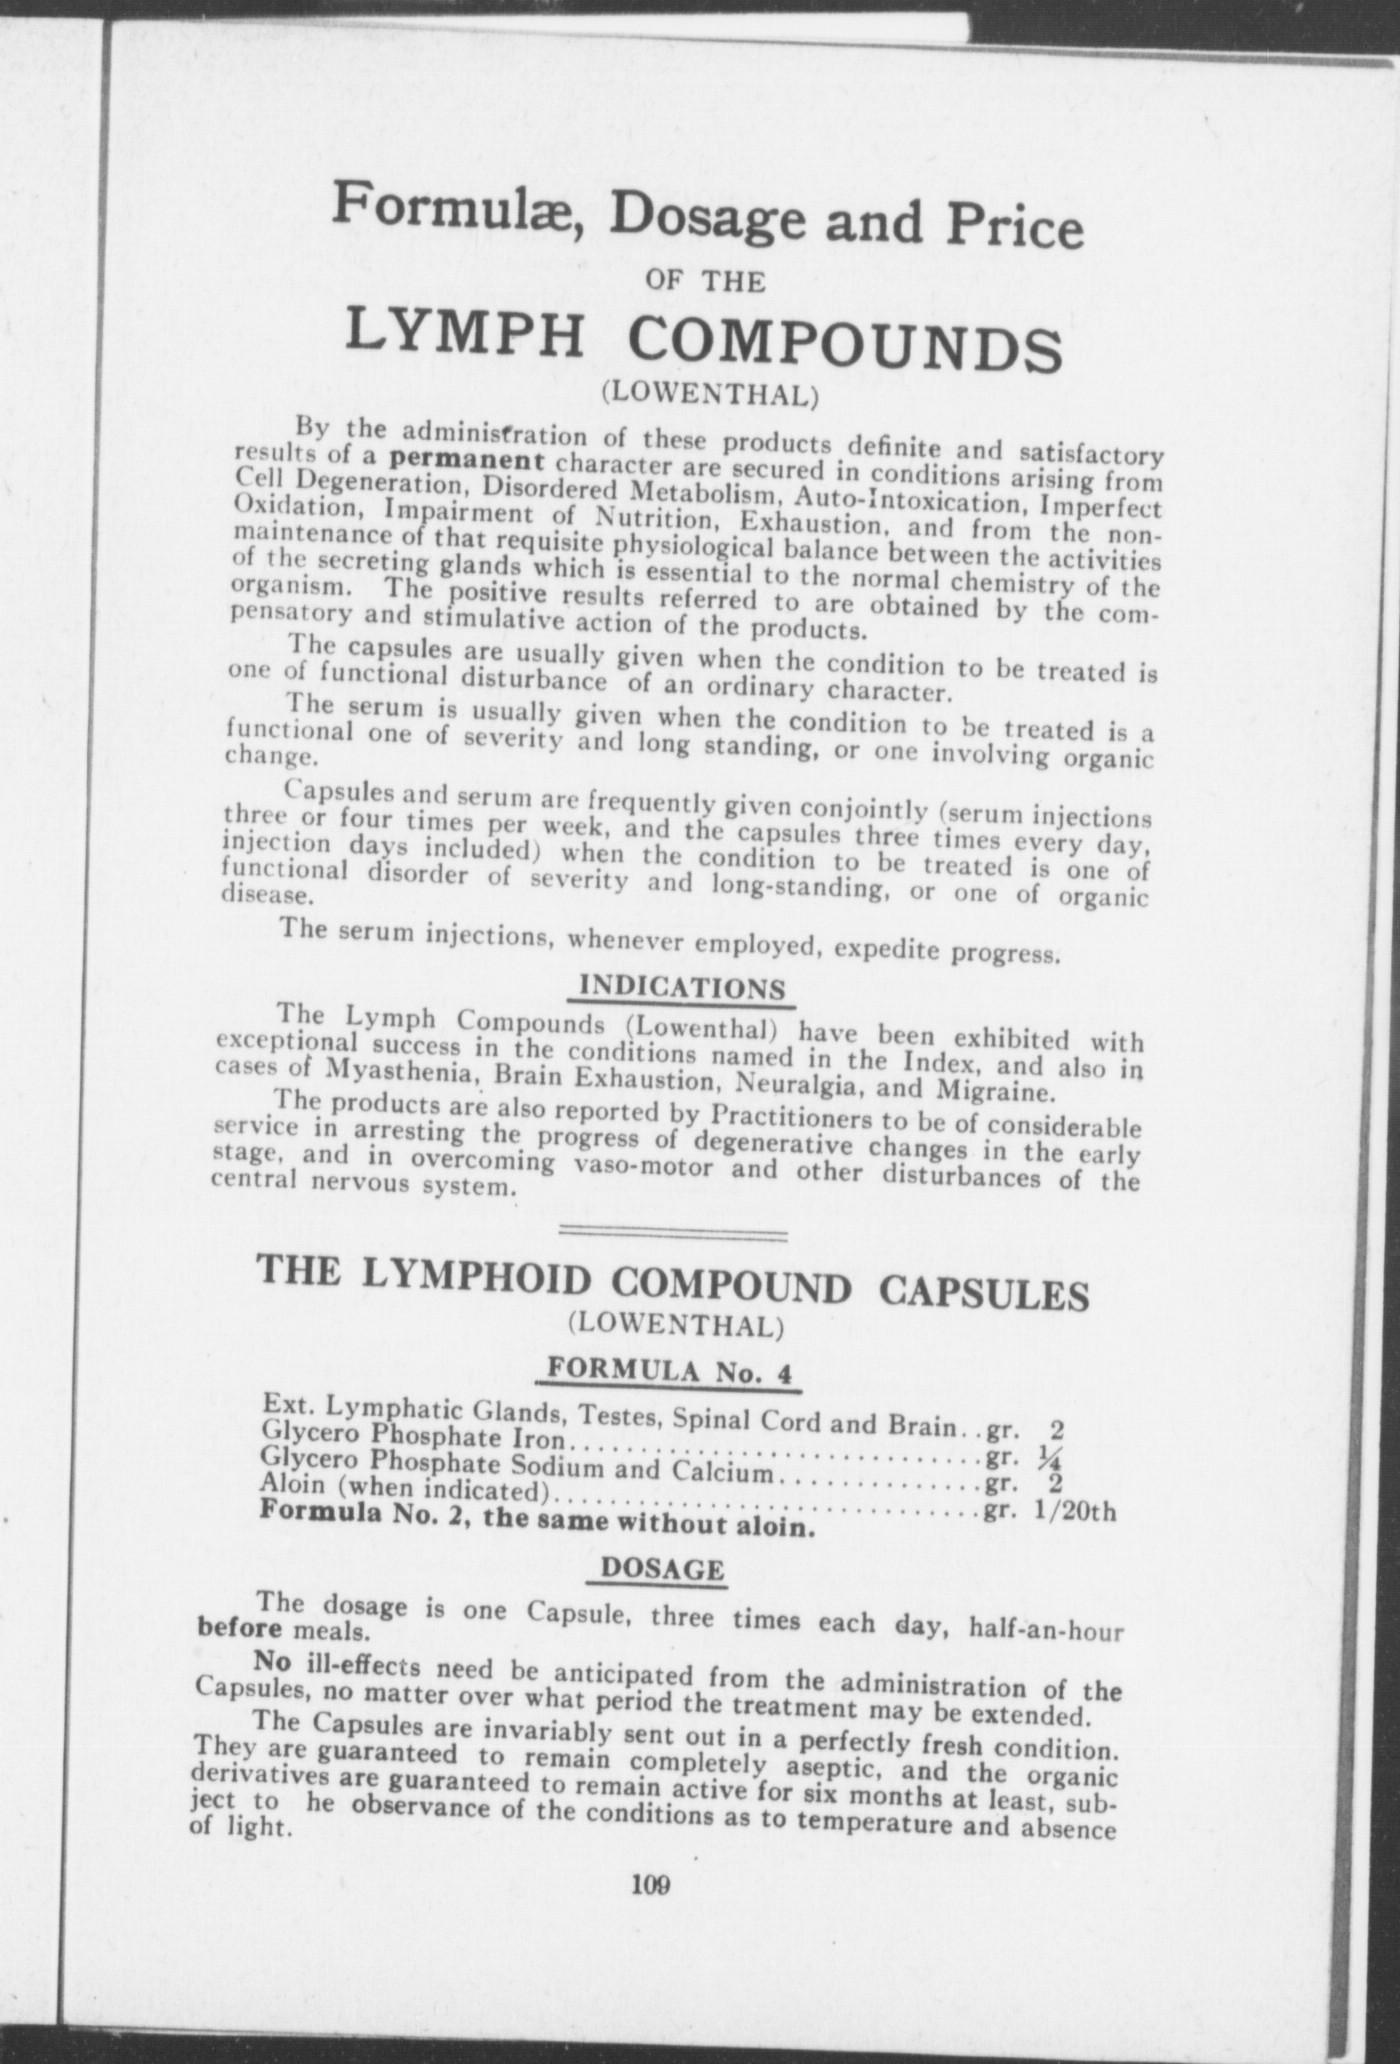 Formulæ, Dosage and Price
OF THE
LYMPH COMPOUNDS
(LOWENTHAL)
By the administration of these products definite and satisfactory
results of a permanent character are secured in conditions arising from
Cell Degeneration, Disordered Metabolism, Auto-Intoxication, Imperfect
Oxidation, Impairment of Nutrition, Exhaustion, and from the non-
maintenance of that requisite physiological balance between the activities
of the secreting glands which is essential to the normal chemistry of the
organism. The positive results referred to are obtained by the com-
pensatory and stimulative action of the products.
The capsules are usually given when the condition to be treated is
one of functional disturbance of an ordinary character.
The serum is usually given when the condition to be treated is a
functional one of severity and long standing, or one involving organic
change.
Capsules and serum are frequently given conjointly (serum injections
three or four times per week, and the capsules three times every day,
injection days included) when the condition to be treated is one of
functional disorder of severity and long-standing, or one of organic
disease.
The serum injections, whenever employed, expedite progress.
INDICATIONS
The Lymph Compounds (Lowenthal) have been exhibited with
exceptional success in the conditions named in the Index, and also in
cases of Myasthenia, Brain Exhaustion, Neuralgia, and Migraine.
The products are also reported by Practitioners to be of considerable
service in arresting the progress of degenerative changes in the early
stage, and in overcoming vaso-motor and other disturbances of the
central nervous system.
THE LYMPHOID COMPOUND CAPSULES
(LOWENTHAL)
FORMULA No. 4
Ext. Lymphatic Glands, Testes, Spinal Cord and Brain..gr. 2
Glycero Phosphate Iron.............................gr. ¼
Glycero Phosphate Sodium and Calcium..............gr. 2
Aloin (when indicated)..............................gr. 1/20th
Formula No. 2, the same without aloin.
DOSAGE
The dosage is one Capsule, three times each day, half-an-hour
before meals.
No ill-effects need be anticipated from the administration of the
Capsules, no matter over what period the treatment may be extended.
The Capsules are invariably sent out in a perfectly fresh condition.
They are guaranteed to remain completely aseptic, and the organic
derivatives are guaranteed to remain active for six months at least, sub-
ject to he observance of the conditions as to temperature and absence
of light.
109